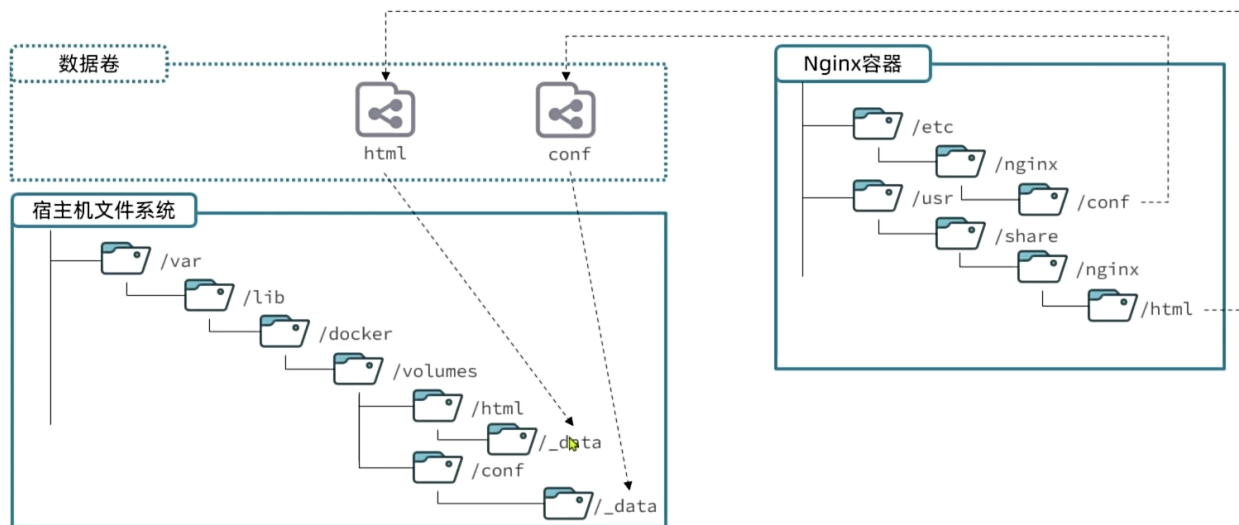 数据卷
html
conf
宿主机文件系统
/var
/lib
/docker
/volumes
/html
/_data
/conf
/_data
Nginx容器
/etc
/nginx
/conf
/usr
/share
/nginx
/html